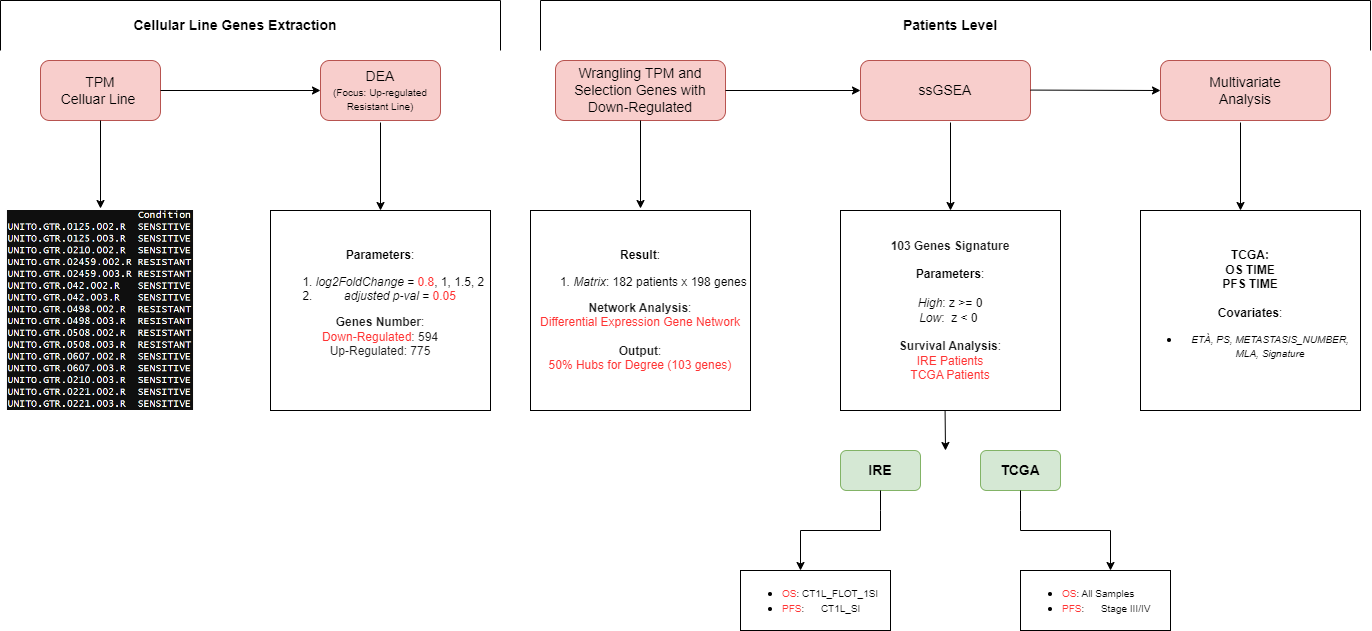 Cellular Line Genes Extraction
Patients Level
TPM
Celluar Line
DEA
(Focus: Up-regulated
Resistant Line)
Wrangling TPM and
Selection Genes with
Down-Regulated
ssGSEA
Multivariate
Analysis
Condition
UNITO.GTR.0125.002.R SENSITIVE
UNITO.GTR.0125.003.R SENSITIVE
UNITO.GTR.0210.002.R SENSITIVE
UNITO.GTR.02459.002.R RESISTANT
UNITO.GTR.02459.003.R RESISTANT
UNITO.GTR.042.002.R SENSITIVE
UNITO.GTR.042.003.R SENSITIVE
UNITO.GTR.0498.002.R RESISTANT
UNITO.GTR.0498.003.R RESISTANT
UNITO.GTR.0508.002.R RESISTANT
UNITO.GTR.0508.003.R RESISTANT
UNITO.GTR.0607.002.R SENSITIVE
UNITO.GTR.0607.003.R SENSITIVE
UNITO.GTR.0210.003.R SENSITIVE
UNITO.GTR.0221.002.R SENSITIVE
UNITO.GTR.0221.003.R SENSITIVE
Parameters:
1. log2FoldChange = 0.8, 1, 1.5, 2
2. adjusted p-val = 0.05
Genes Number:
Down-Regulated: 594
Up-Regulated: 775
Result:
1. Matrix: 182 patients x 198 genes
Network Analysis:
Differential Expression Gene Network
Output:
50% Hubs for Degree (103 genes)
103 Genes Signature
Parameters:
High: z >= 0
Low: z < 0
Survival Analysis:
IRE Patients
TCGA Patients
TCGA:
OS TIME
PFS TIME
Covariates:
• ETÀ, PS, METASTASIS_NUMBER,
MLA, Signature
IRE
TCGA
• OS: CT1L_FLOT_1SI
• PFS: CT1L_SI
• OS: All Samples
• PFS: Stage III/IV